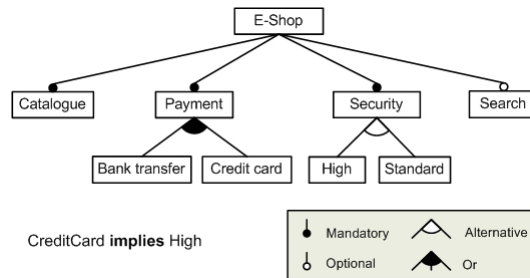 E-Shop
Catalogue
Payment
Security
Search
Bank transfer
Credit card
High
Standard
CreditCard implies High
Mandatory
Alternative
Optional
Or